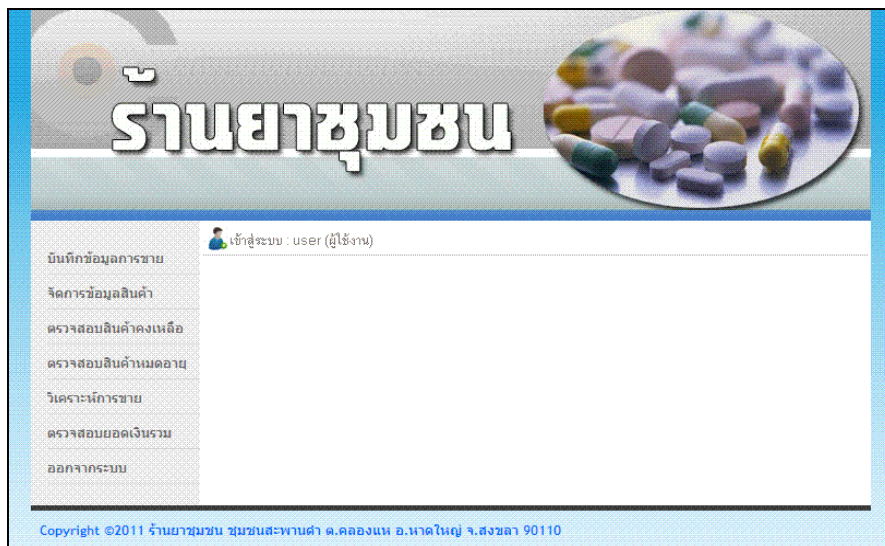 ร้านยาชุมชน
เข้าสู่ระบบ : user (ผู้ใช้งาน)
บันทึกข้อมูลการขาย
จัดการข้อมูลสินค้า
ตรวจสอบสินค้าคงเหลือ
ตรวจสอบสินค้าหมดอายุ
วิเคราะห์การขาย
ตรวจสอบยอดเงินรวม
ออกจากระบบ
Copyright ©2011 ร้านยาชุมชน ชุมชนสะพานดำ ต.คลองแห อ.หาดใหญ่ จ.สงขลา 90110